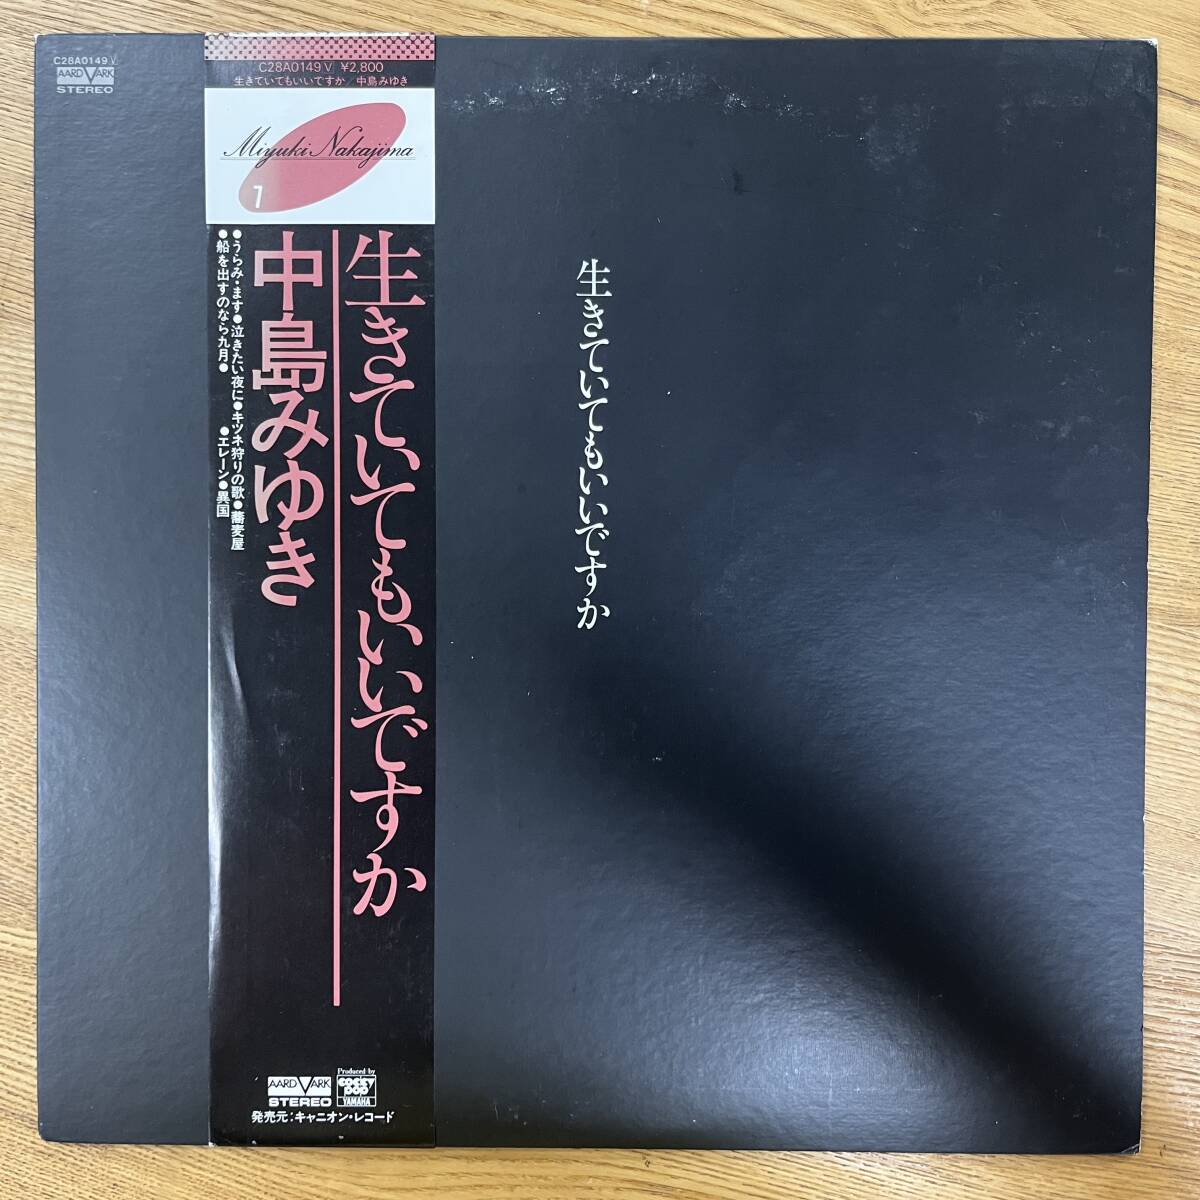 C28A0149 V
AARD VARK
STEREO
C28A0149 V ¥2,800
生きていてもいいですか/中島みゆき
Miyuki Nakajima
7
生きていてもいいですか
中島みゆき
●うらみ・ます●泣きたい夜に●キツネ狩りの歌●蕎麦屋
●船を出すのなら九月● ●エレーン●異国
AARD VARK
STEREO
Produced by
cocky pop
YAMAHA
発売元:キャニオン・レコード
生きていてもいいですか